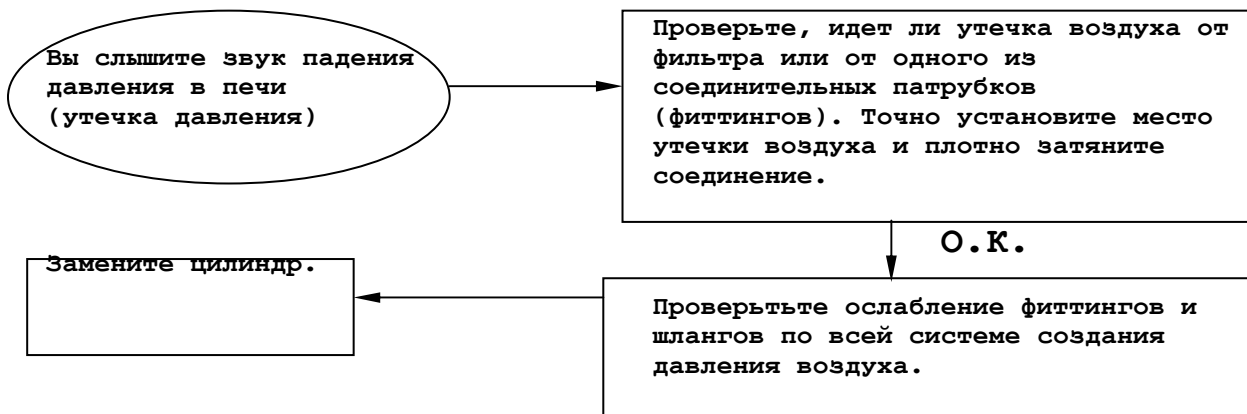 Вы слышите звук падения
давления в печи
(утечка давления)
Проверьте, идет ли утечка воздуха от
фильтра или от одного из
соединительных патрубков
(фиттингов). Точно установите место
утечки воздуха и плотно затяните
соединение.
О.К.
Проверьтьте ослабление фиттингов и
шлангов по всей системе создания
давления воздуха.
Замените цилиндр.